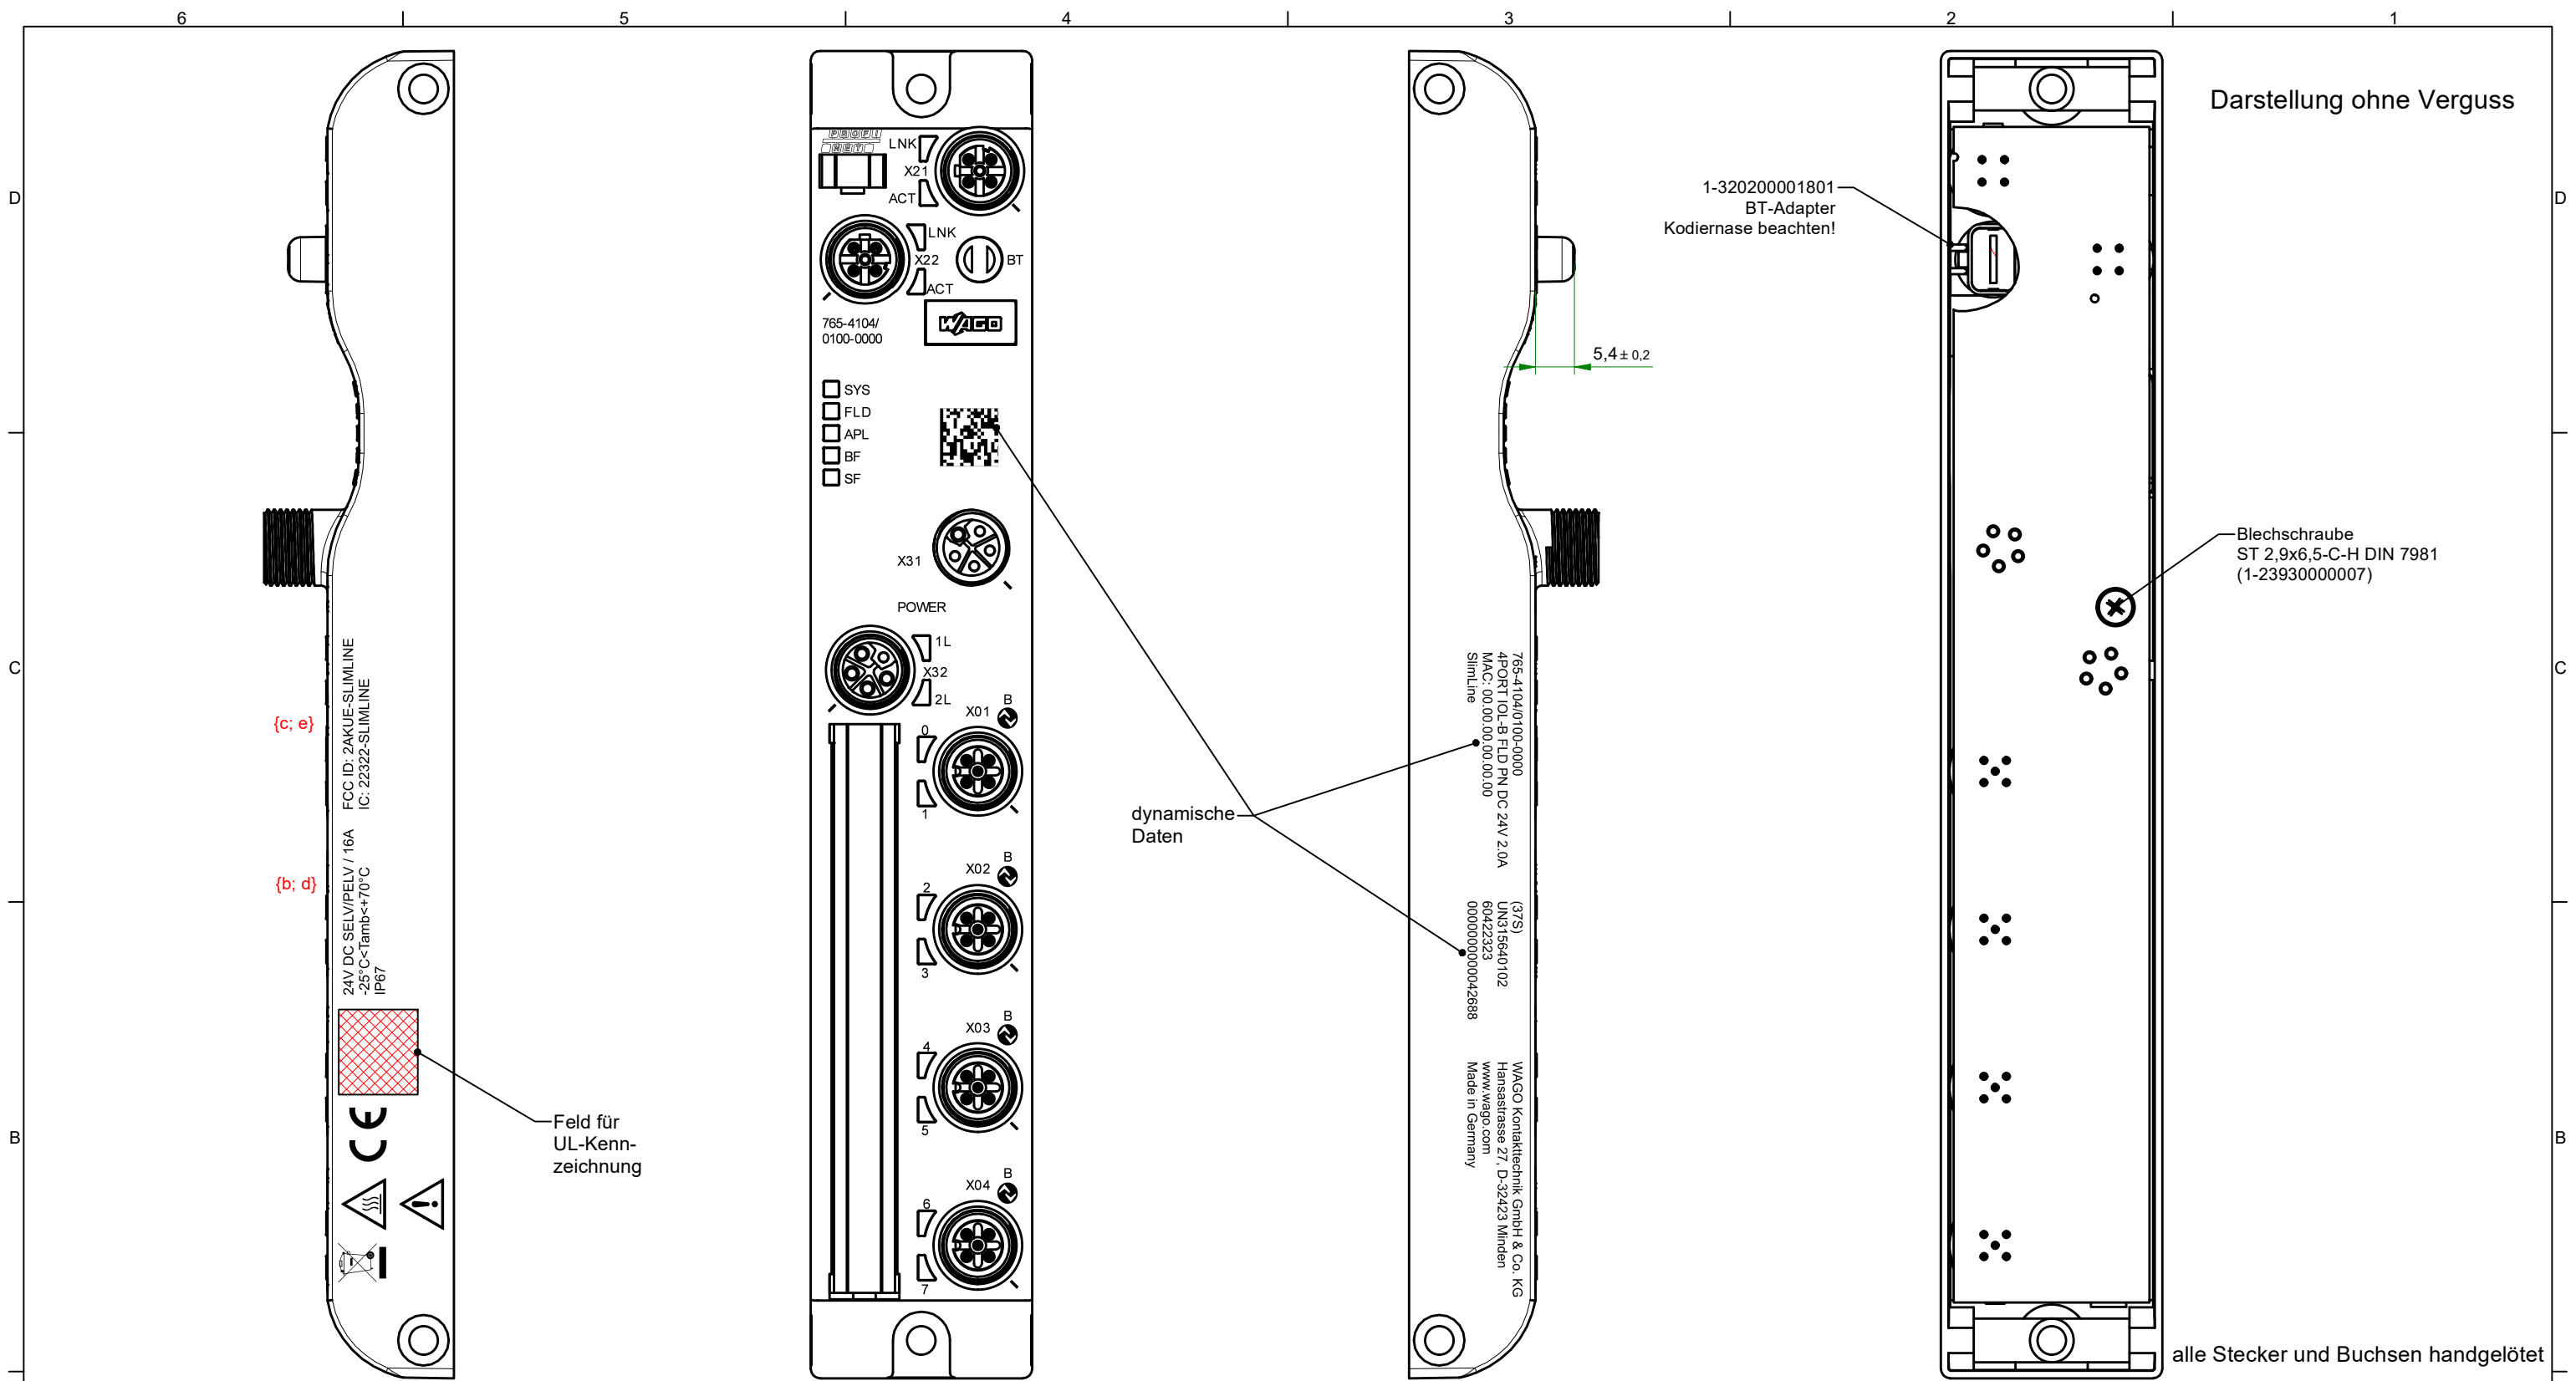 6 5 4 3 2 1
D
C
B
FCC ID: 2AKUE-SLIMLINE
IC: 22322-SLIMLINE
24V DC SELV/PELV / 16A
-25°C<Tamb<+70°C
IP67
{c; e}
{b; d}
CE
Feld für
UL-Kenn-
zeichnung
PROFI
NET
LNK
X21
ACT
LNK
X22
ACT
BT
765-4104/
0100-0000
WAGO
SYS
FLD
APL
BF
SF
X31
POWER
1L
X32
2L
X01
B
0
1
X02
B
2
3
X03
B
4
5
X04
B
6
7
dynamische
Daten
5,4 ± 0,2
765-4104/0100-0000
4PORT IOL-B FLD PN DC 24V 2.0A
MAC: 00.00.00.00.00.00
SlimLine
(37S)
UN315640102
60422323
0000000000042688
WAGO Kontakttechnik GmbH & Co. KG
Hansastrasse 27, D-32423 Minden
www.wago.com
Made in Germany
Darstellung ohne Verguss
1-320200001801
BT-Adapter
Kodiernase beachten!
Blechschraube
ST 2,9x6,5-C-H DIN 7981
(1-23930000007)
alle Stecker und Buchsen handgelötet
D
C
B